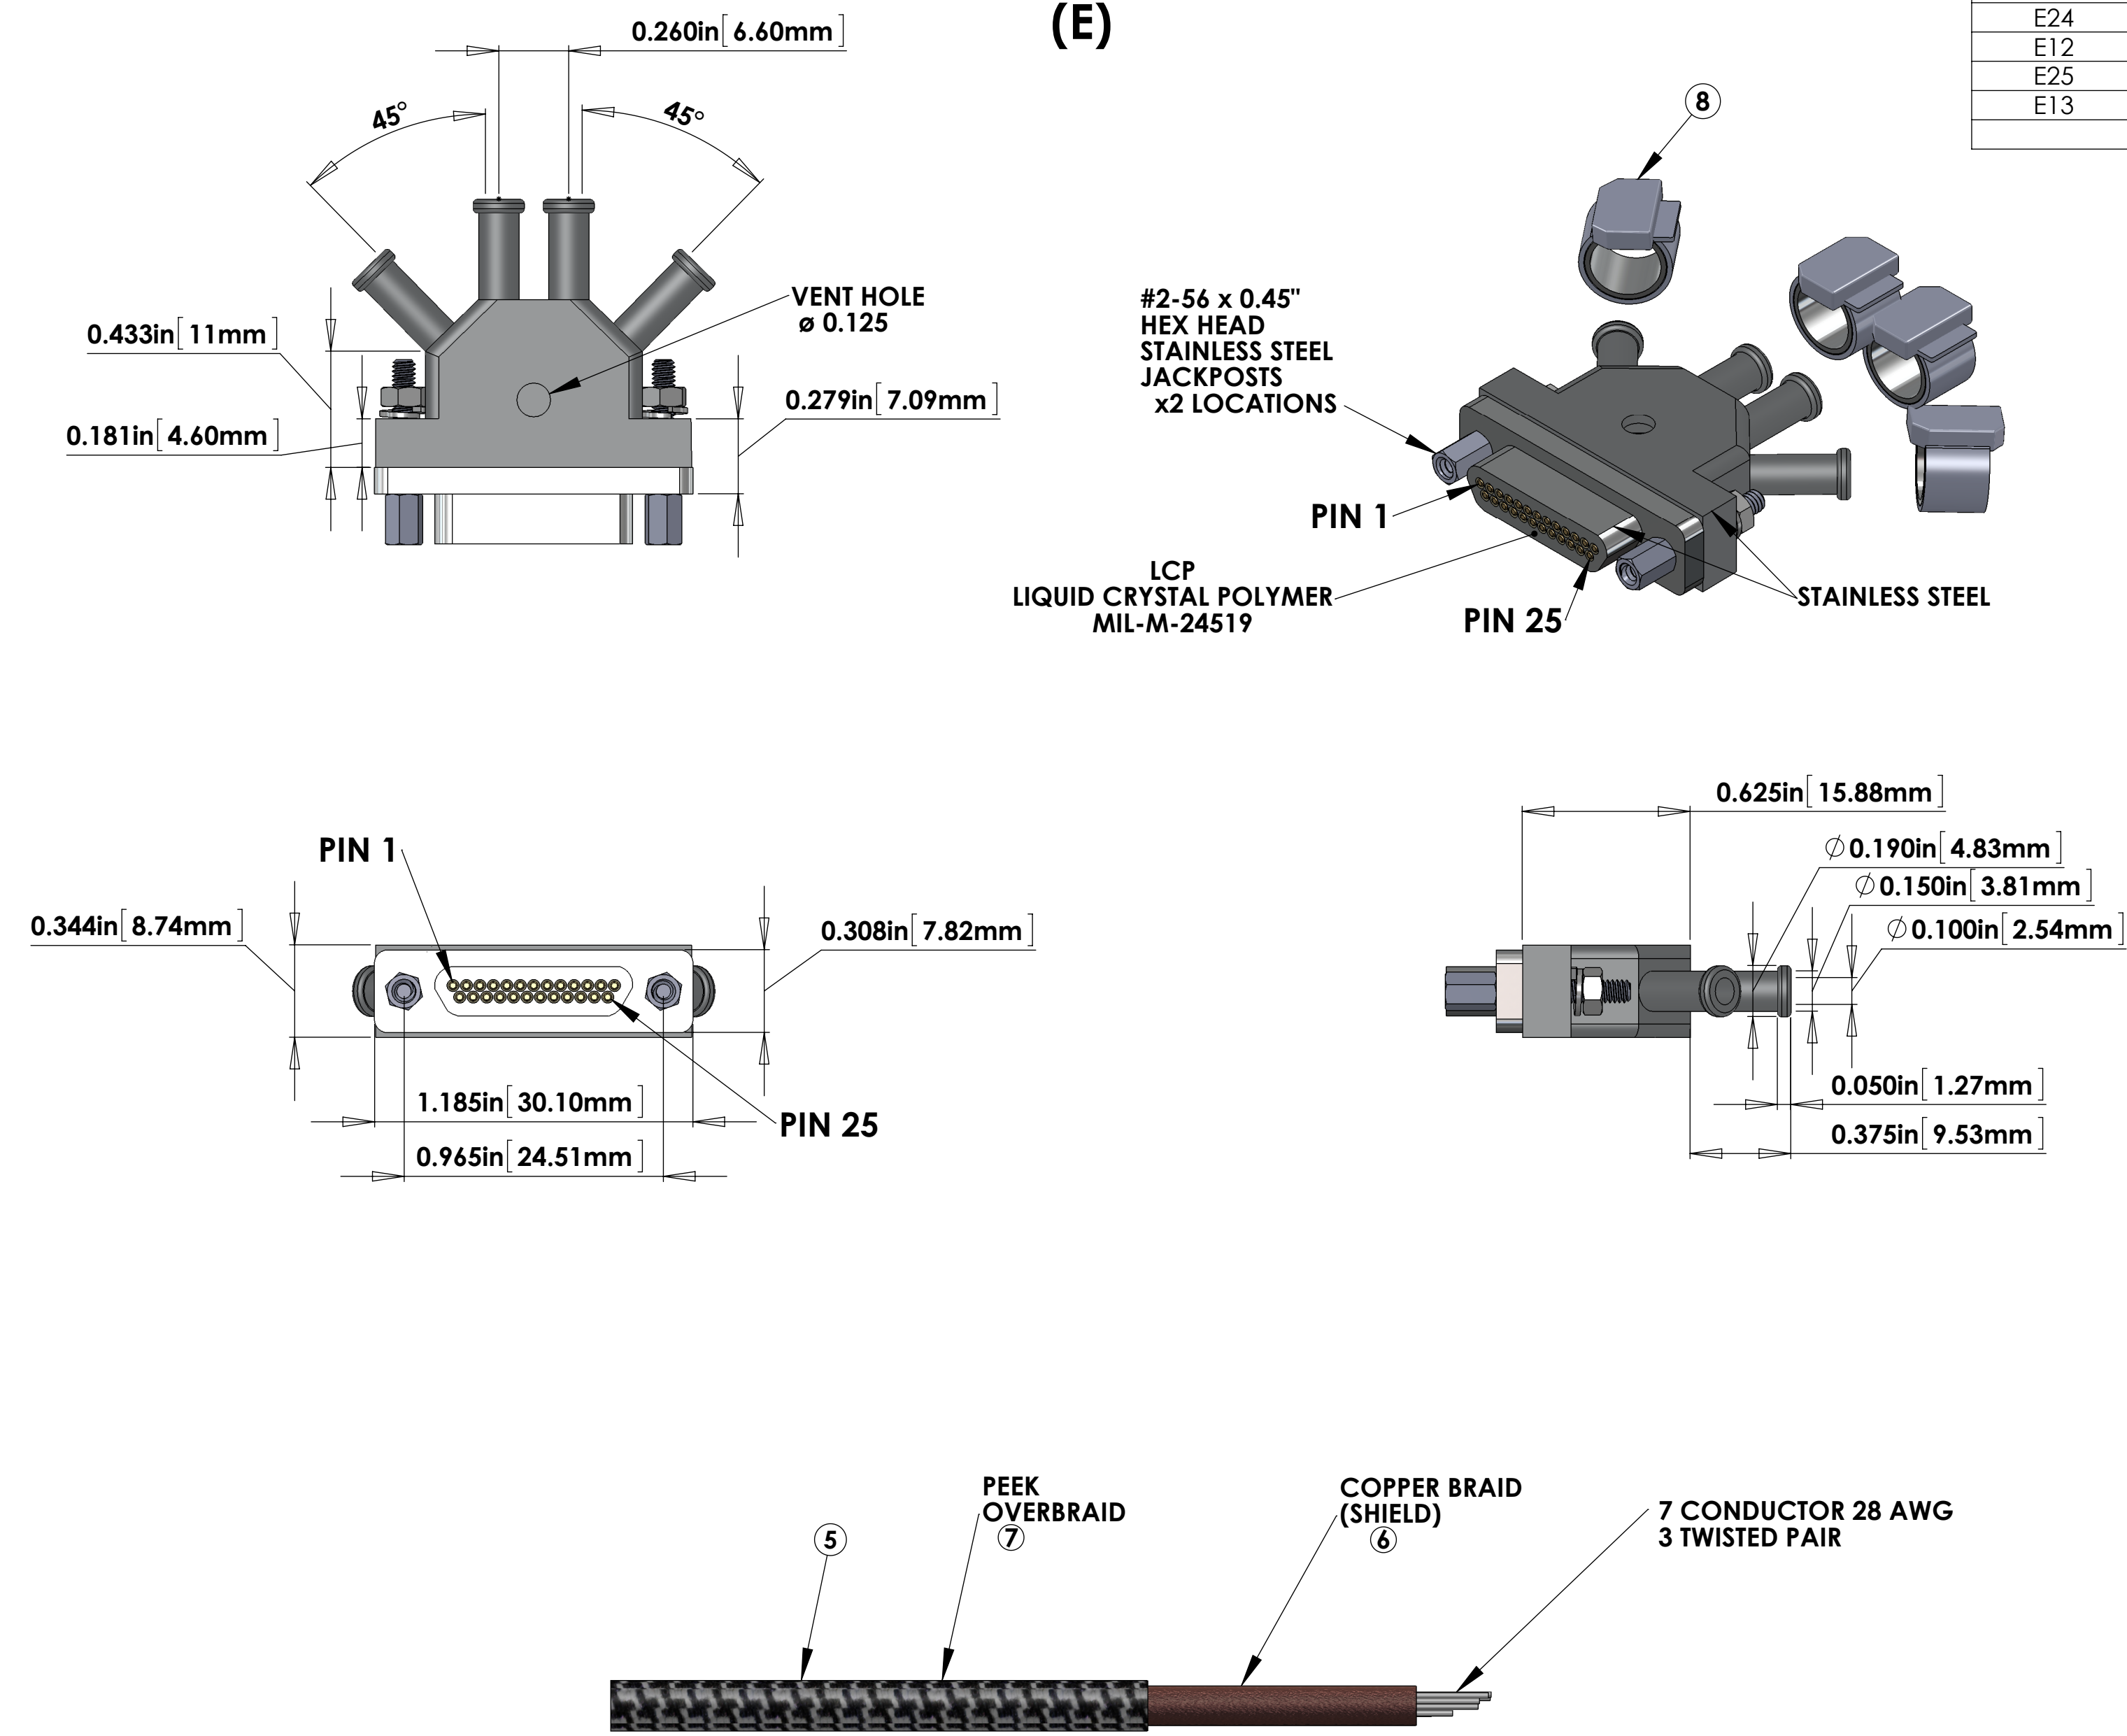 (E)
E24
E12
E25
E13
0.260in[6.60mm]
45°
45°
VENT HOLE
ø 0.125
0.433in[11mm]
0.181in[4.60mm]
0.279in[7.09mm]
8
#2-56 x 0.45"
HEX HEAD
STAINLESS STEEL
JACKPOSTS
x2 LOCATIONS
PIN 1
LCP
LIQUID CRYSTAL POLYMER
MIL-M-24519
PIN 25
STAINLESS STEEL
PIN 1
0.344in[8.74mm]
0.308in[7.82mm]
1.185in[30.10mm]
0.965in[24.51mm]
PIN 25
0.625in[15.88mm]
∅0.190in[4.83mm]
∅0.150in[3.81mm]
∅0.100in[2.54mm]
0.050in[1.27mm]
0.375in[9.53mm]
5
PEEK
OVERBRAID
7
COPPER BRAID
(SHIELD)
6
7 CONDUCTOR 28 AWG
3 TWISTED PAIR